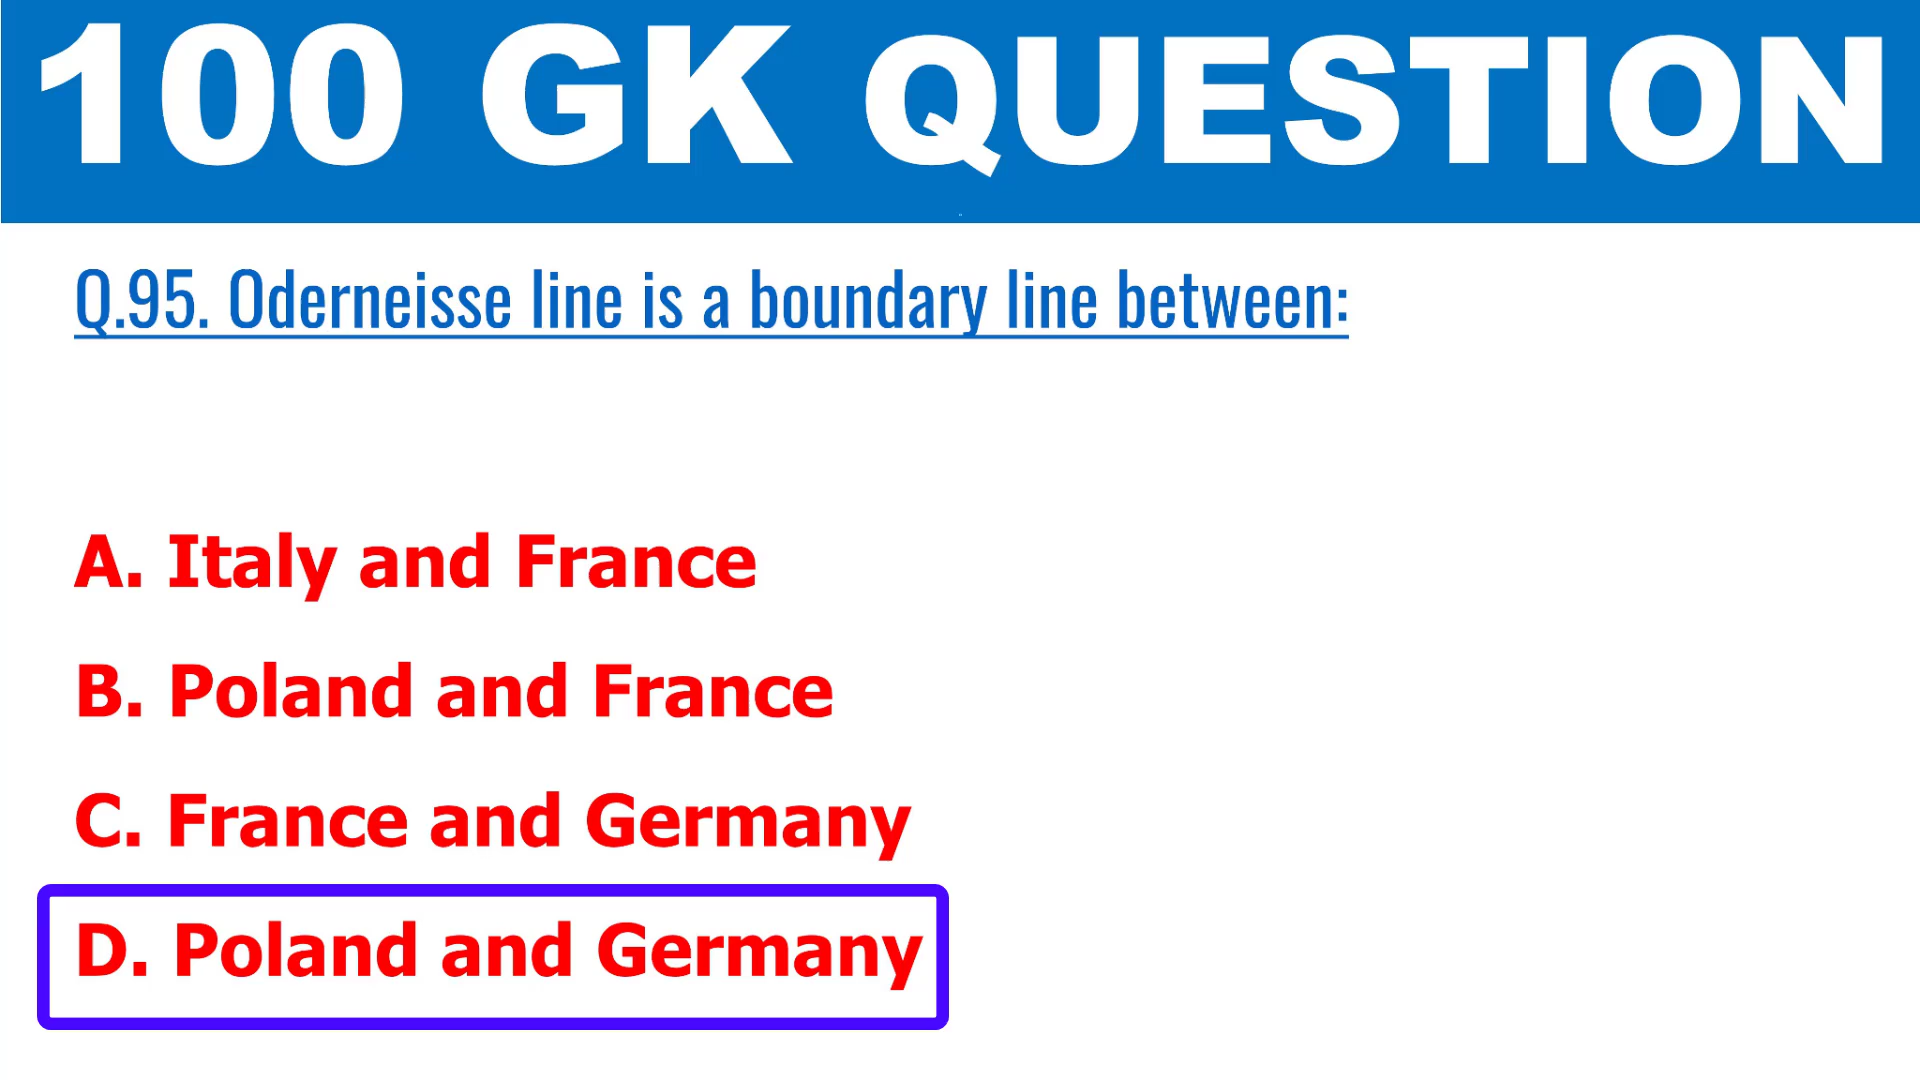 100 GK QUESTION
Q.95. Oderneisse line is a boundary line between:
A. Italy and France
B. Poland and France
C. France and Germany
D. Poland and Germany